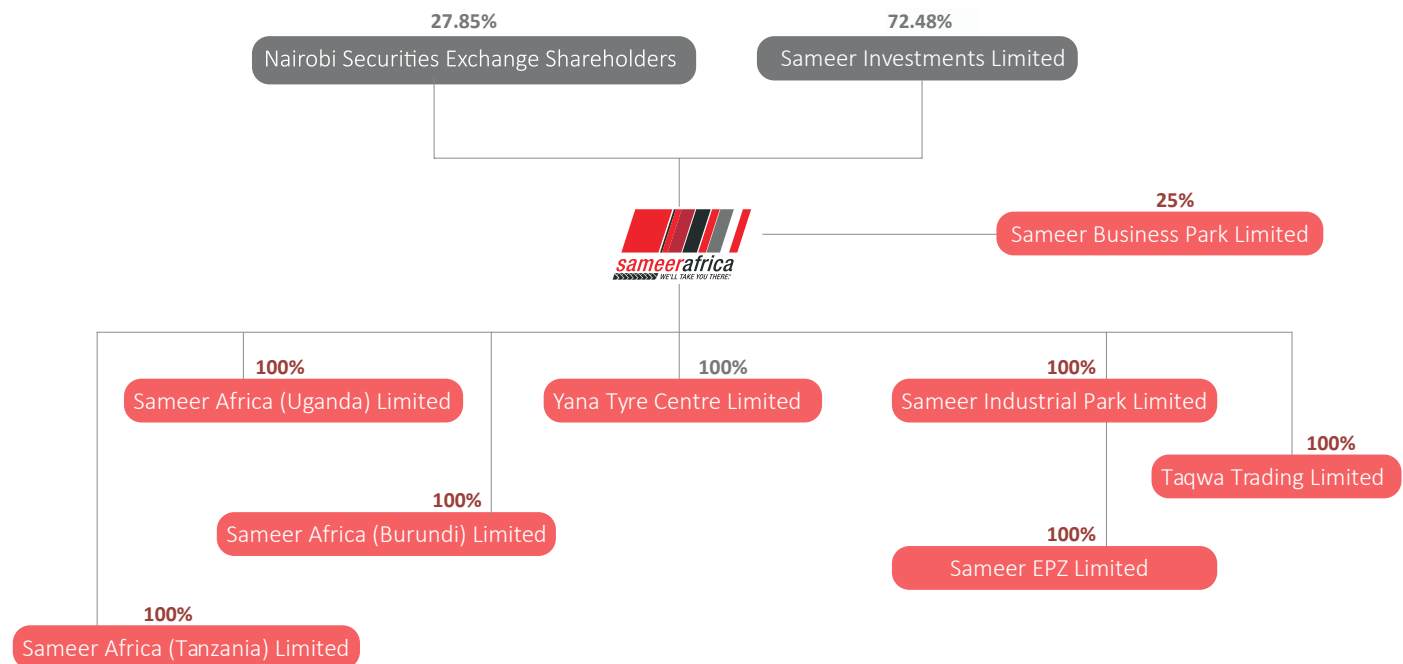 27.85%
Nairobi Securities Exchange Shareholders
72.48%
Sameer Investments Limited
25%
Sameer Business Park Limited
sameerafrica
WE'LL TAKE YOU THERE.
100%
Sameer Africa (Uganda) Limited
100%
Yana Tyre Centre Limited
100%
Sameer Industrial Park Limited
100%
Taqwa Trading Limited
100%
Sameer Africa (Burundi) Limited
100%
Sameer EPZ Limited
100%
Sameer Africa (Tanzania) Limited